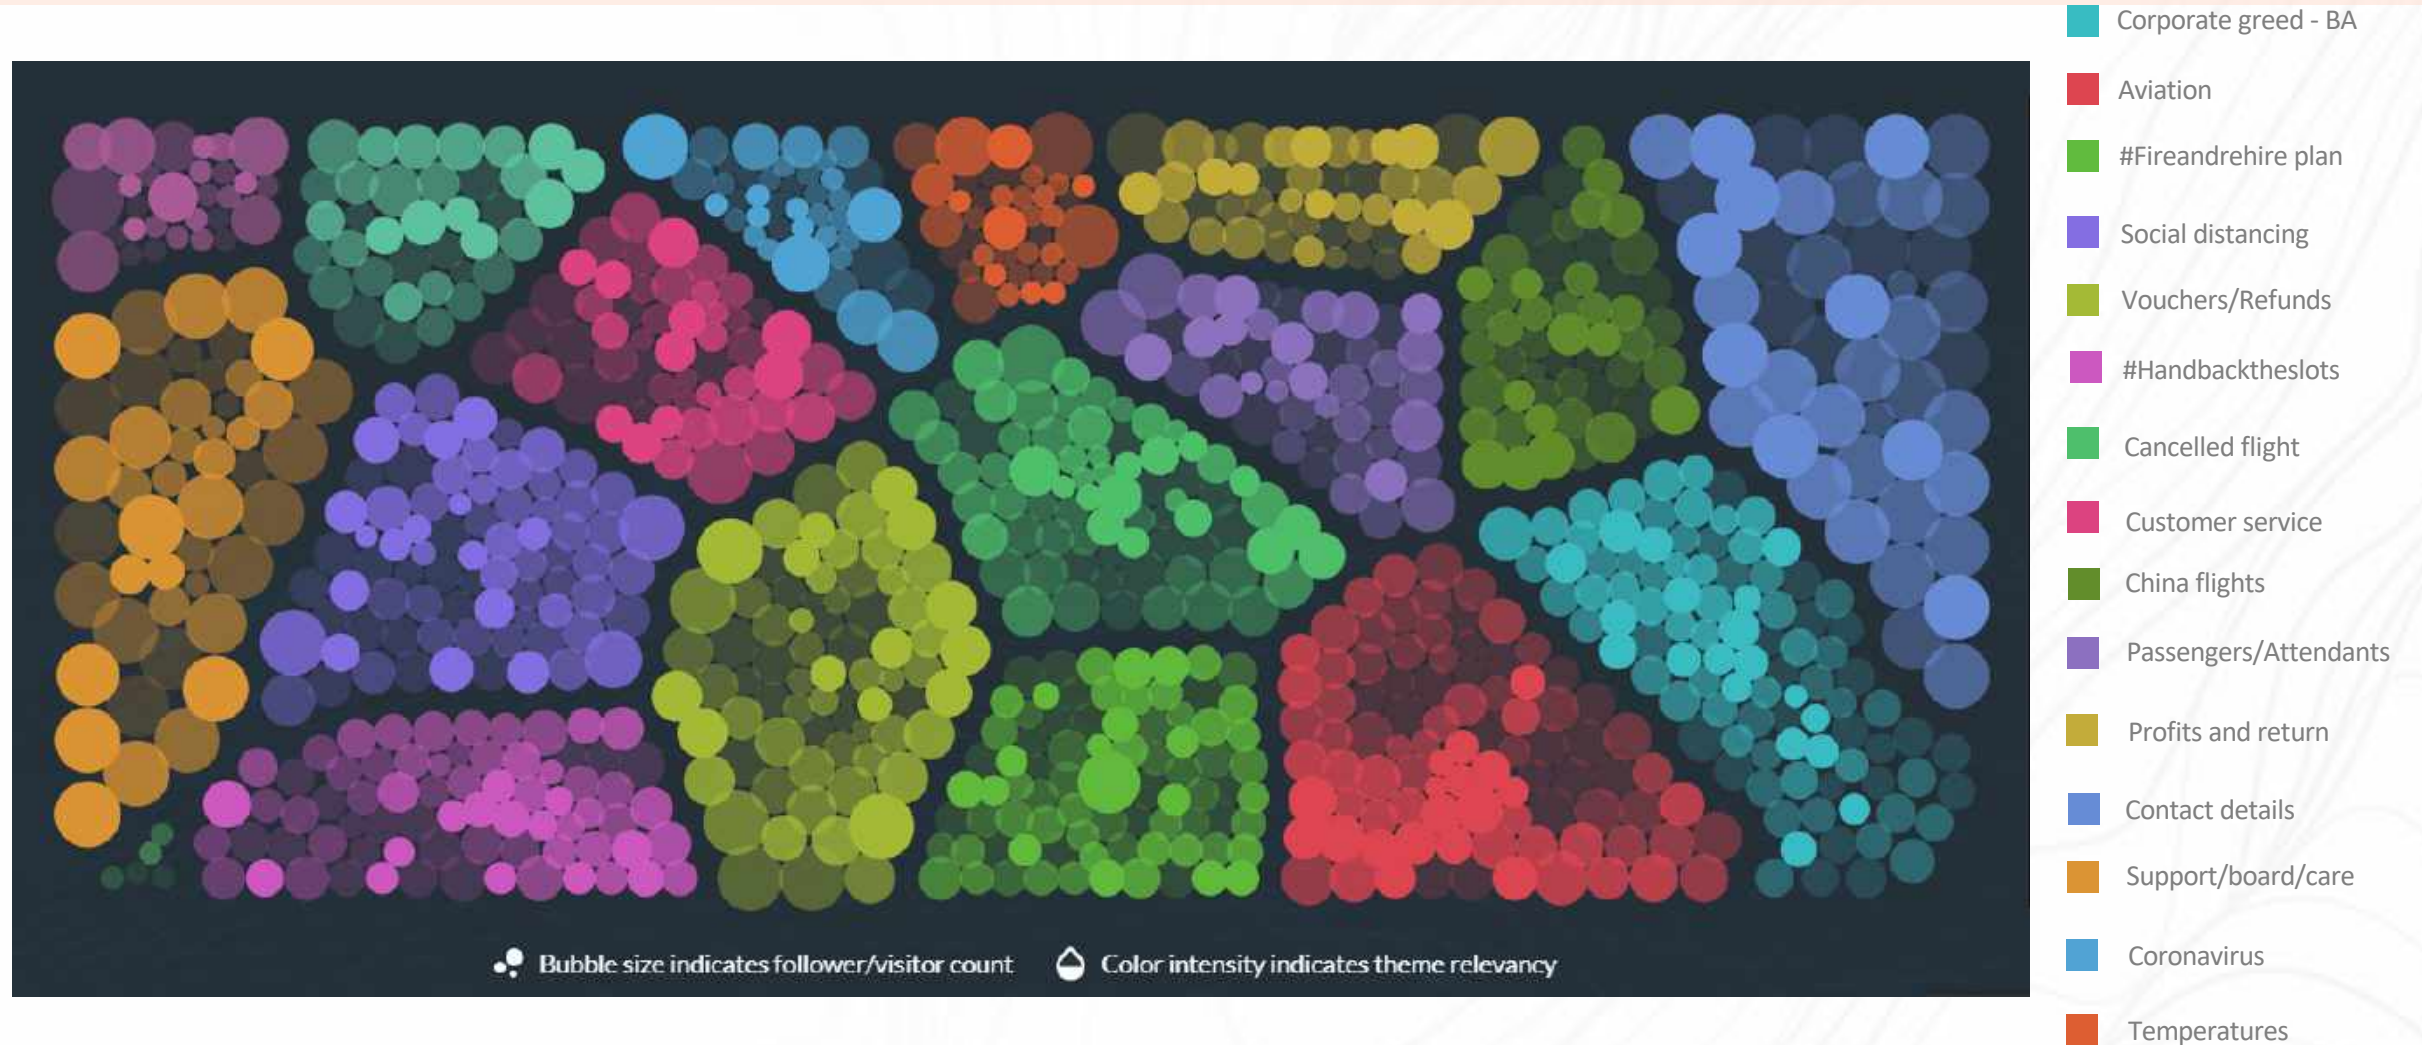 Corporate greed - BA
Aviation
#Fireandrehire plan
Social distancing
Vouchers/Refunds
#Handbacktheslots
Cancelled flight
Customer service
China flights
Passengers/Attendants
Profits and return
Contact details
Support/board/care
Coronavirus
Temperatures
Bubble size indicates follower/visitor count
Color intensity indicates theme relevancy